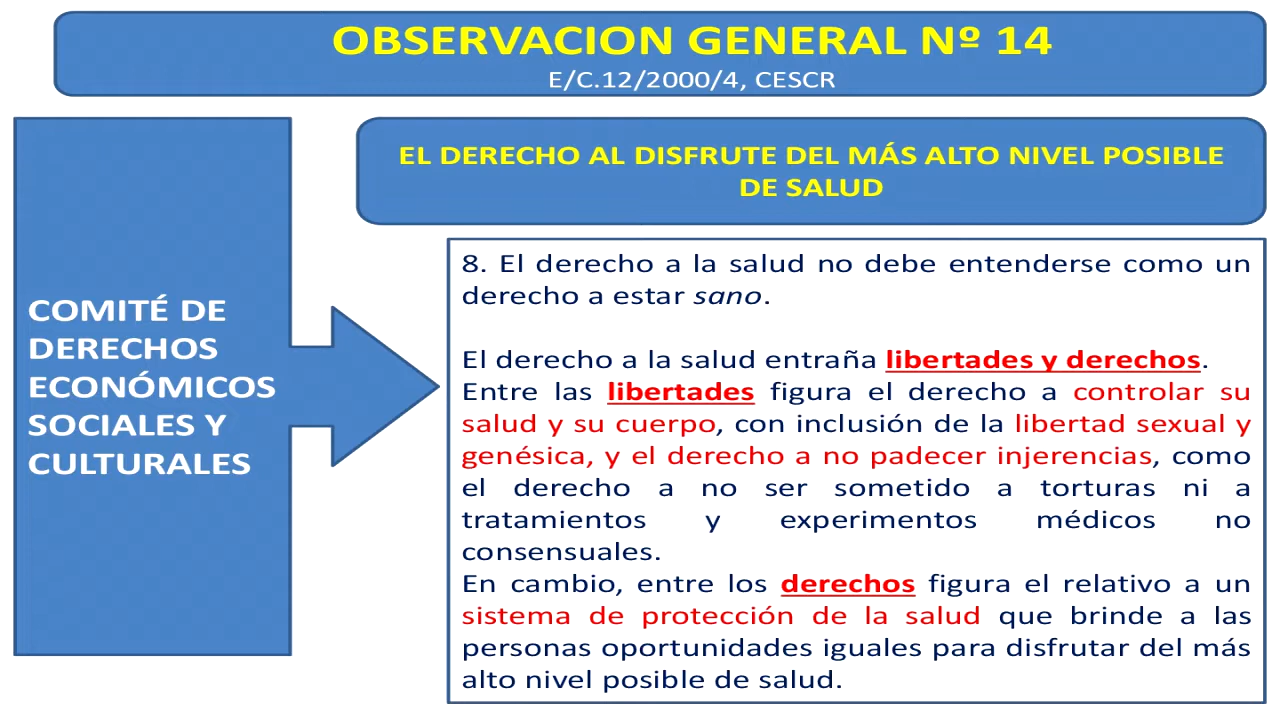 OBSERVACION GENERAL Nº 14
E/C.12/2000/4, CESCR
EL DERECHO AL DISFRUTE DEL MÁS ALTO NIVEL POSIBLE
DE SALUD
COMITÉ DE
DERECHOS
ECONÓMICOS
SOCIALES Y
CULTURALES
8. El derecho a la salud no debe entenderse como un
derecho a estar sano.
El derecho a la salud entraña libertades y derechos.
Entre las libertades figura el derecho a controlar su
salud y su cuerpo, con inclusión de la libertad sexual y
genésica, y el derecho a no padecer injerencias, como
el derecho a no ser sometido a torturas ni a
tratamientos y experimentos médicos no
consensuales.
En cambio, entre los derechos figura el relativo a un
sistema de protección de la salud que brinde a las
personas oportunidades iguales para disfrutar del más
alto nivel posible de salud.